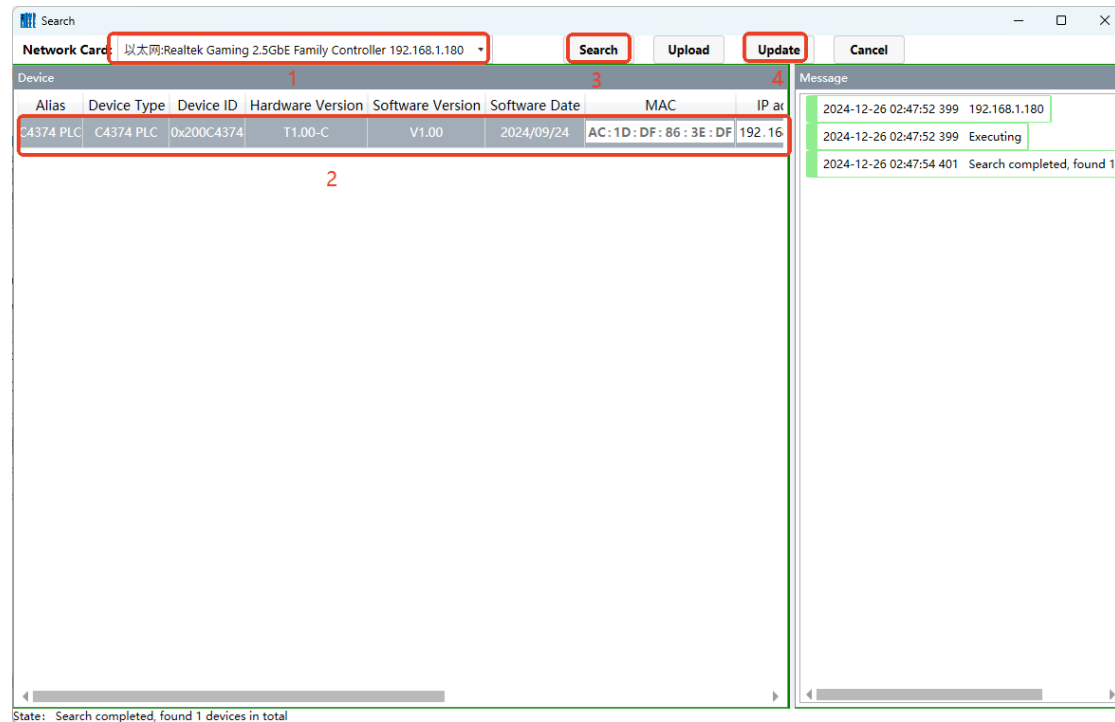 Search
Network Card: 以太网:Realtek Gaming 2.5GbE Family Controller 192.168.1.180 Search Upload Update Cancel
Device 1 3 4 Message
Alias Device Type Device ID Hardware Version Software Version Software Date MAC IP ad
C4374 PLC C4374 PLC 0x200C4374 T1.00-C V1.00 2024/09/24 AC:1D:DF:86:3E:DF 192.16
2
2024-12-26 02:47:52 399 192.168.1.180
2024-12-26 02:47:52 399 Executing
2024-12-26 02:47:54 401 Search completed, found 1
State: Search completed, found 1 devices in total